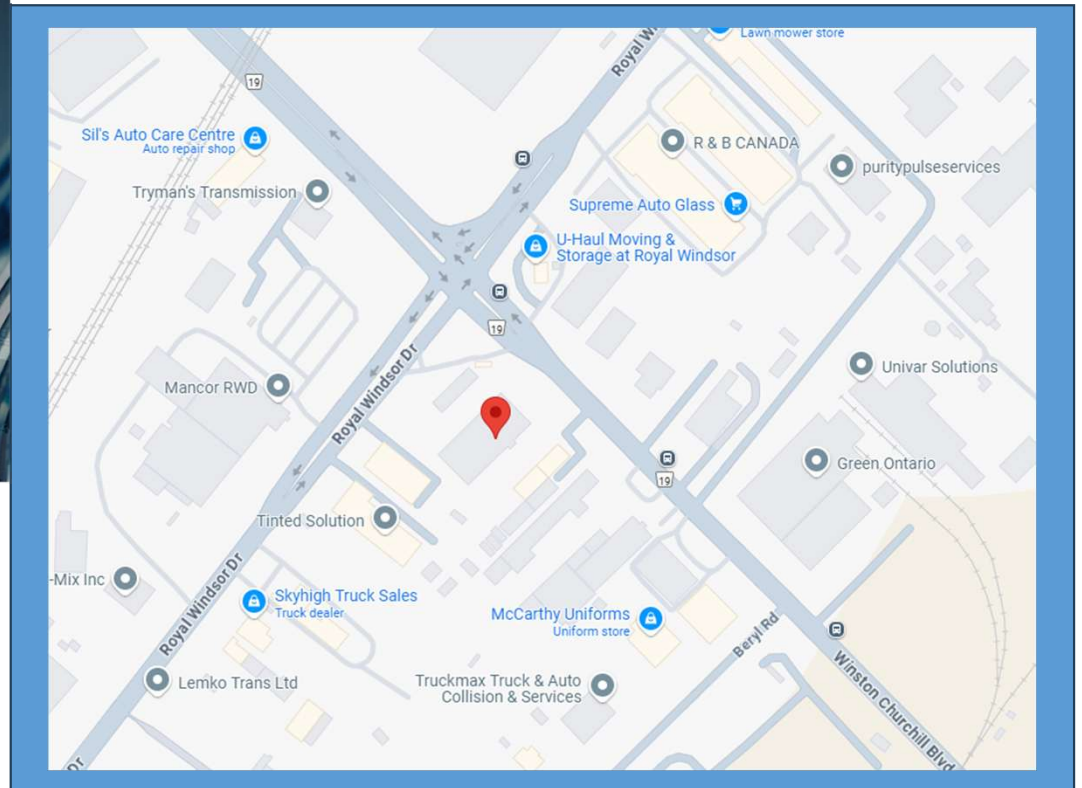 Lawn mower store
Royal W
19
Sil's Auto Care Centre
Auto repair shop
R & B CANADA
puritypulseservices
Tryman's Transmission
Supreme Auto Glass
U-Haul Moving &
Storage at Royal Windsor
19
Royal Windsor Dr
Univar Solutions
Mancor RWD
Green Ontario
19
Tinted Solution
-Mix Inc
Skyhigh Truck Sales
Truck dealer
McCarthy Uniforms
Uniform store
Royal Windsor Dr
Beryl Rd
Lemko Trans Ltd
Truckmax Truck & Auto
Collision & Services
Winston Churchill Blvd
Dr